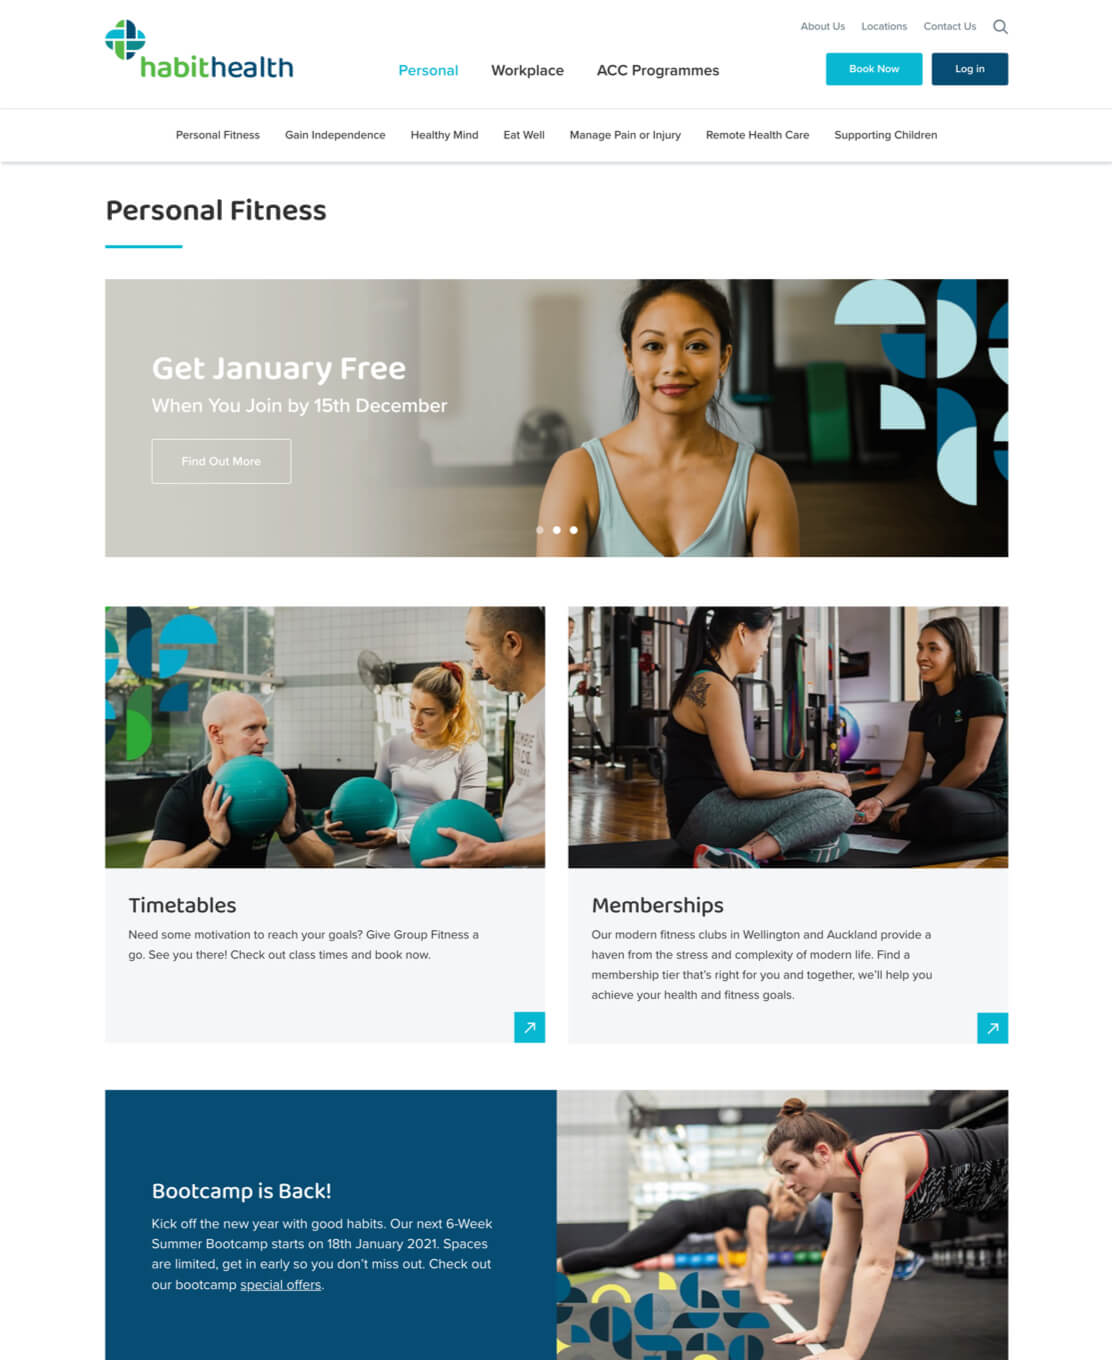 About Us Locations Contact Us
habithealth
Personal Workplace ACC Programmes
Book Now Log in
Personal Fitness Gain Independence Healthy Mind Eat Well Manage Pain or Injury Remote Health Care Supporting Children
Personal Fitness
Get January Free
When You Join by 15th December
Find Out More
Timetables
Need some motivation to reach your goals? Give Group Fitness a
go. See you there! Check out class times and book now.
Memberships
Our modern fitness clubs in Wellington and Auckland provide a
haven from the stress and complexity of modern life. Find a
membership tier that's right for you and together, we'll help you
achieve your health and fitness goals.
Bootcamp is Back!
Kick off the new year with good habits. Our next 6-Week
Summer Bootcamp starts on 18th January 2021. Spaces
are limited, get in early so you don't miss out. Check out
our bootcamp special offers.